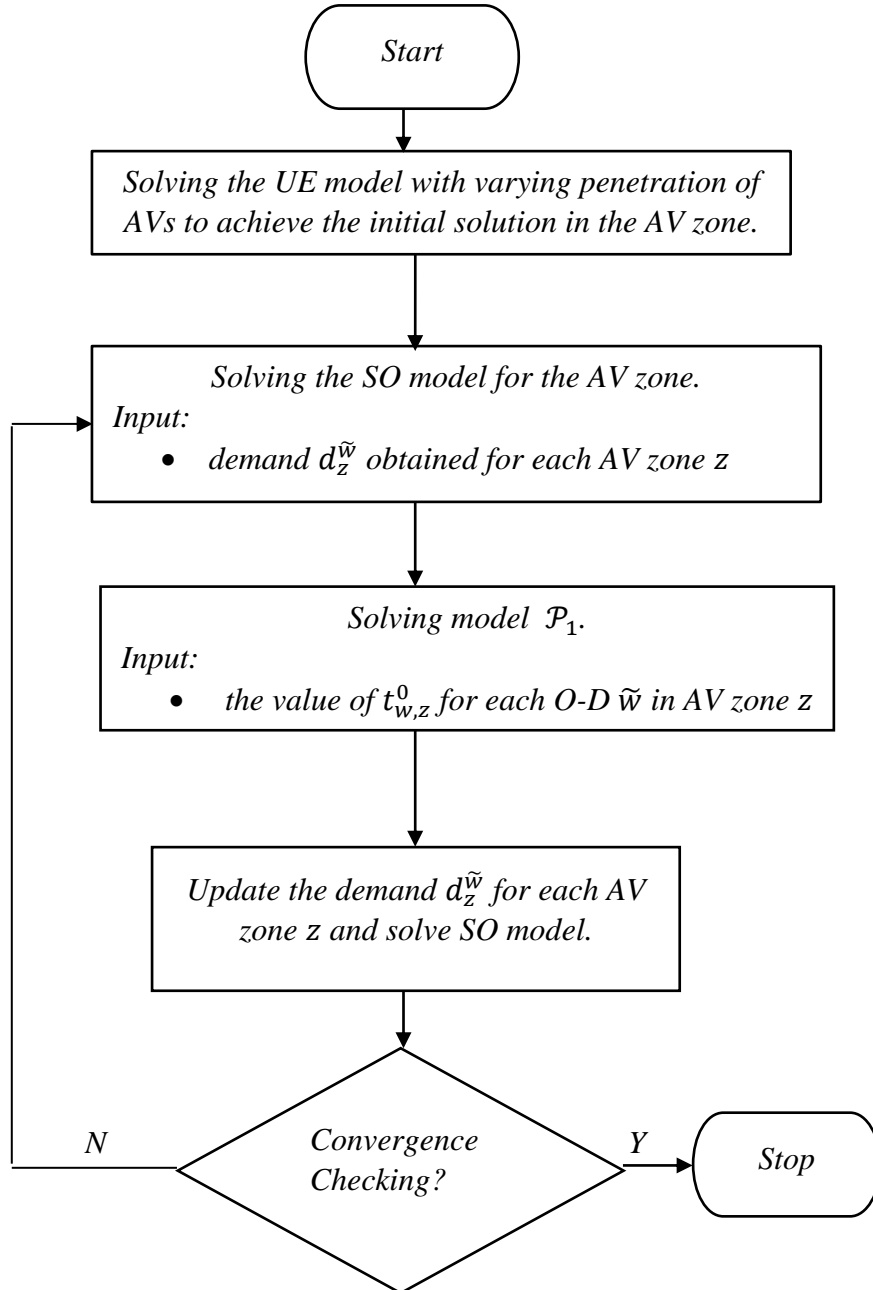 Start
Solving the UE model with varying penetration of
AVs to achieve the initial solution in the AV zone.
Solving the SO model for the AV zone.
Input:
• demand d_z^w̃ obtained for each AV zone z
Solving model 𝒫₁.
Input:
• the value of t_{w,z}^0 for each O-D w̃ in AV zone z
Update the demand d_z^w̃ for each AV
zone z and solve SO model.
Convergence
Checking?
N
Y
Stop